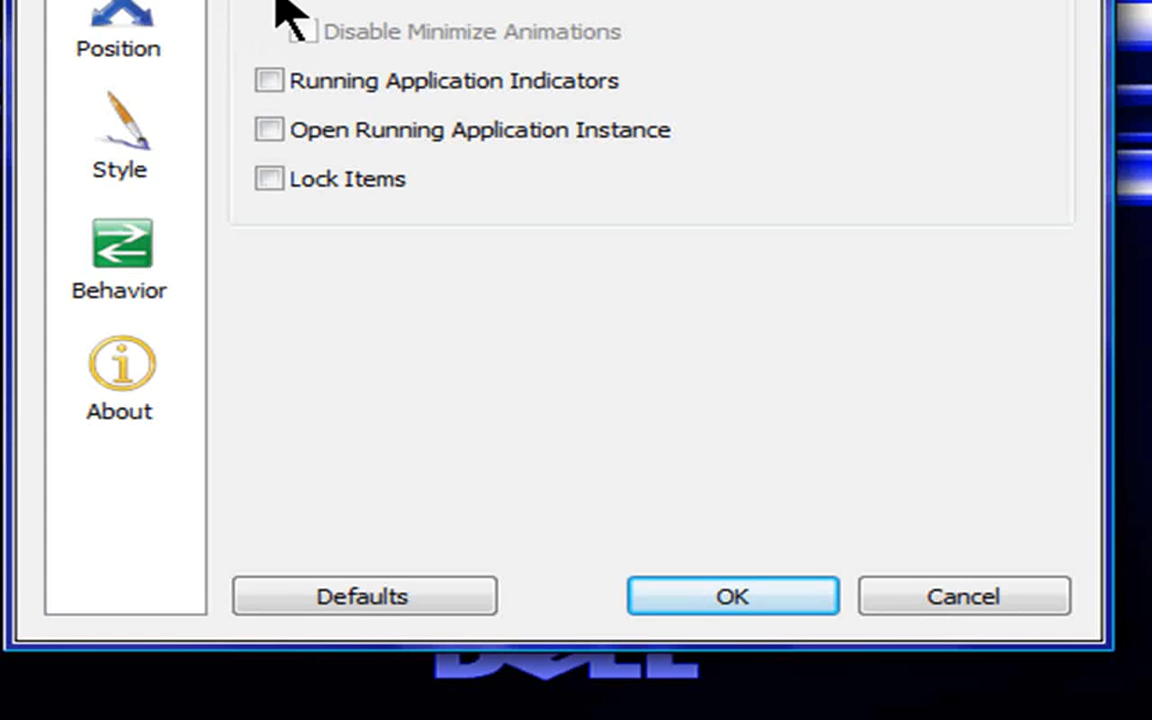 Disable Minimize Animations
Position
Running Application Indicators
Open Running Application Instance
Style
Lock Items
Behavior
About
Defaults
OK
Cancel
DELL